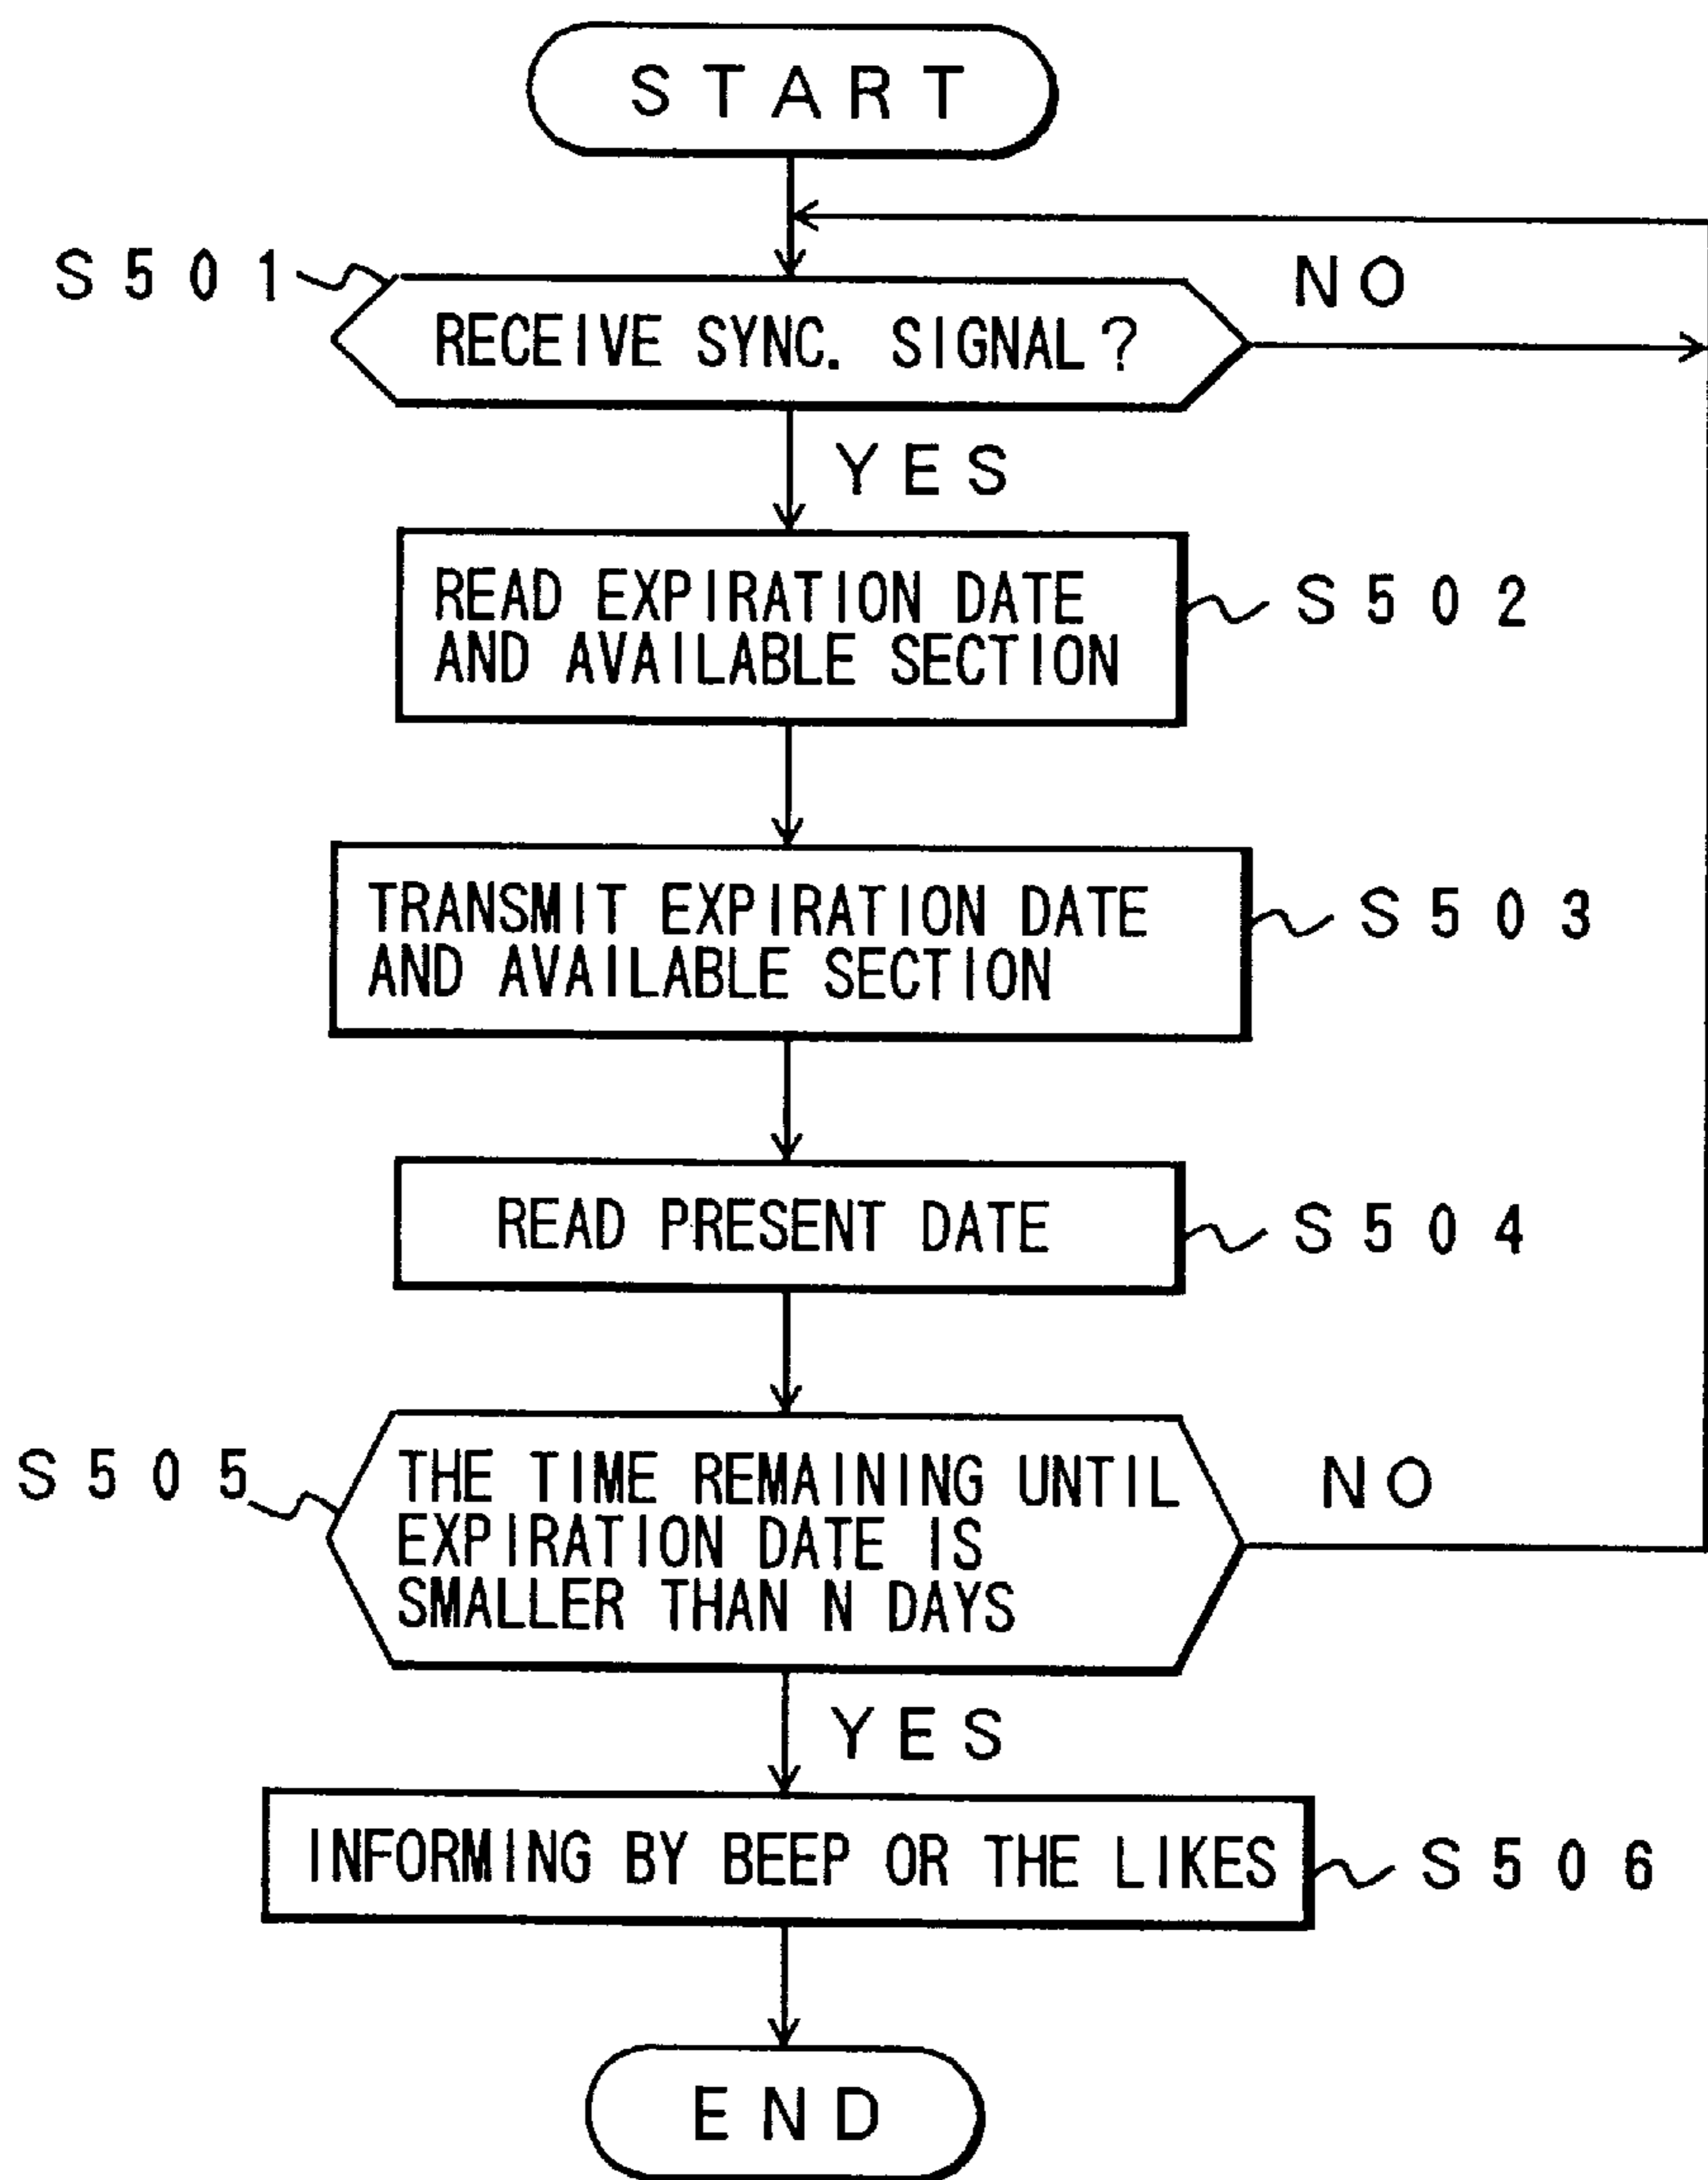 START
S501
NO
RECEIVE SYNC. SIGNAL?
YES
READ EXPIRATION DATE
AND AVAILABLE SECTION
S502
TRANSMIT EXPIRATION DATE
AND AVAILABLE SECTION
S503
READ PRESENT DATE
S504
S505
THE TIME REMAINING UNTIL
EXPIRATION DATE IS
SMALLER THAN N DAYS
NO
YES
INFORMING BY BEEP OR THE LIKES
S506
END